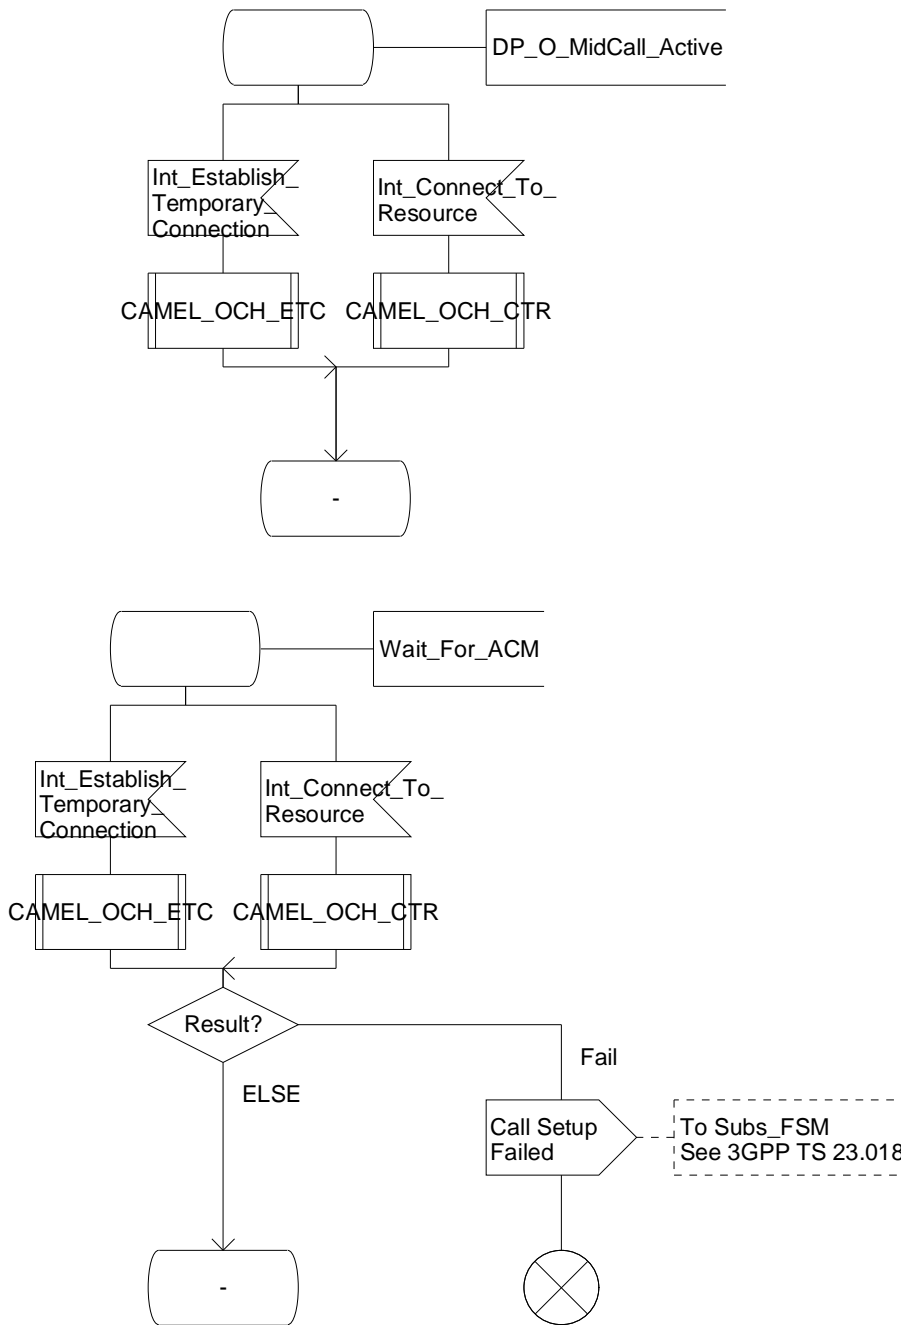 DP_O_MidCall_Active
Int_Establish_
Temporary_
Connection
Int_Connect_To_
Resource
CAMEL_OCH_ETC
CAMEL_OCH_CTR
-
Wait_For_ACM
Int_Establish_
Temporary_
Connection
Int_Connect_To_
Resource
CAMEL_OCH_ETC
CAMEL_OCH_CTR
Result?
Fail
ELSE
Call Setup
Failed
To Subs_FSM
See 3GPP TS 23.018
-